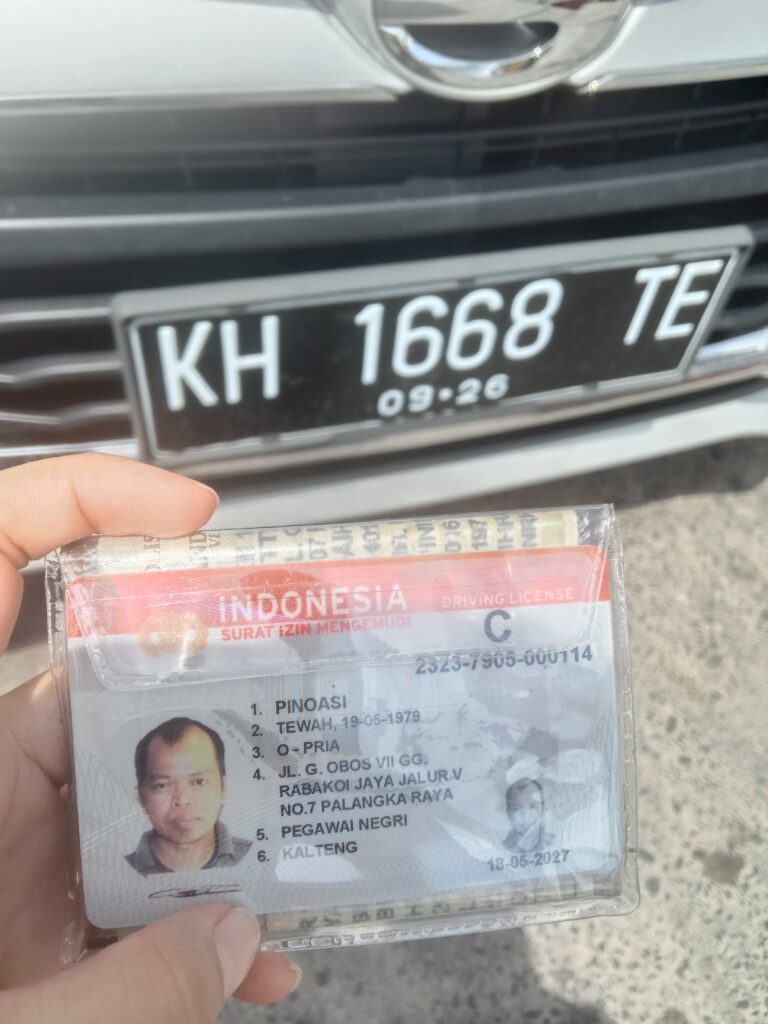 KH 1668 TE
09·26
INDONESIA
SURAT IZIN MENGEMUDI
DRIVING LICENSE
C
2323-7905-000114
1. PINOASI
2. TEWAH, 19-05-1979
3. O - PRIA
4. JL. G. OBOS VII GG.
RABAKOI JAYA JALUR.V
NO.7 PALANGKA RAYA
5. PEGAWAI NEGRI
6. KALTENG
18-05-2027